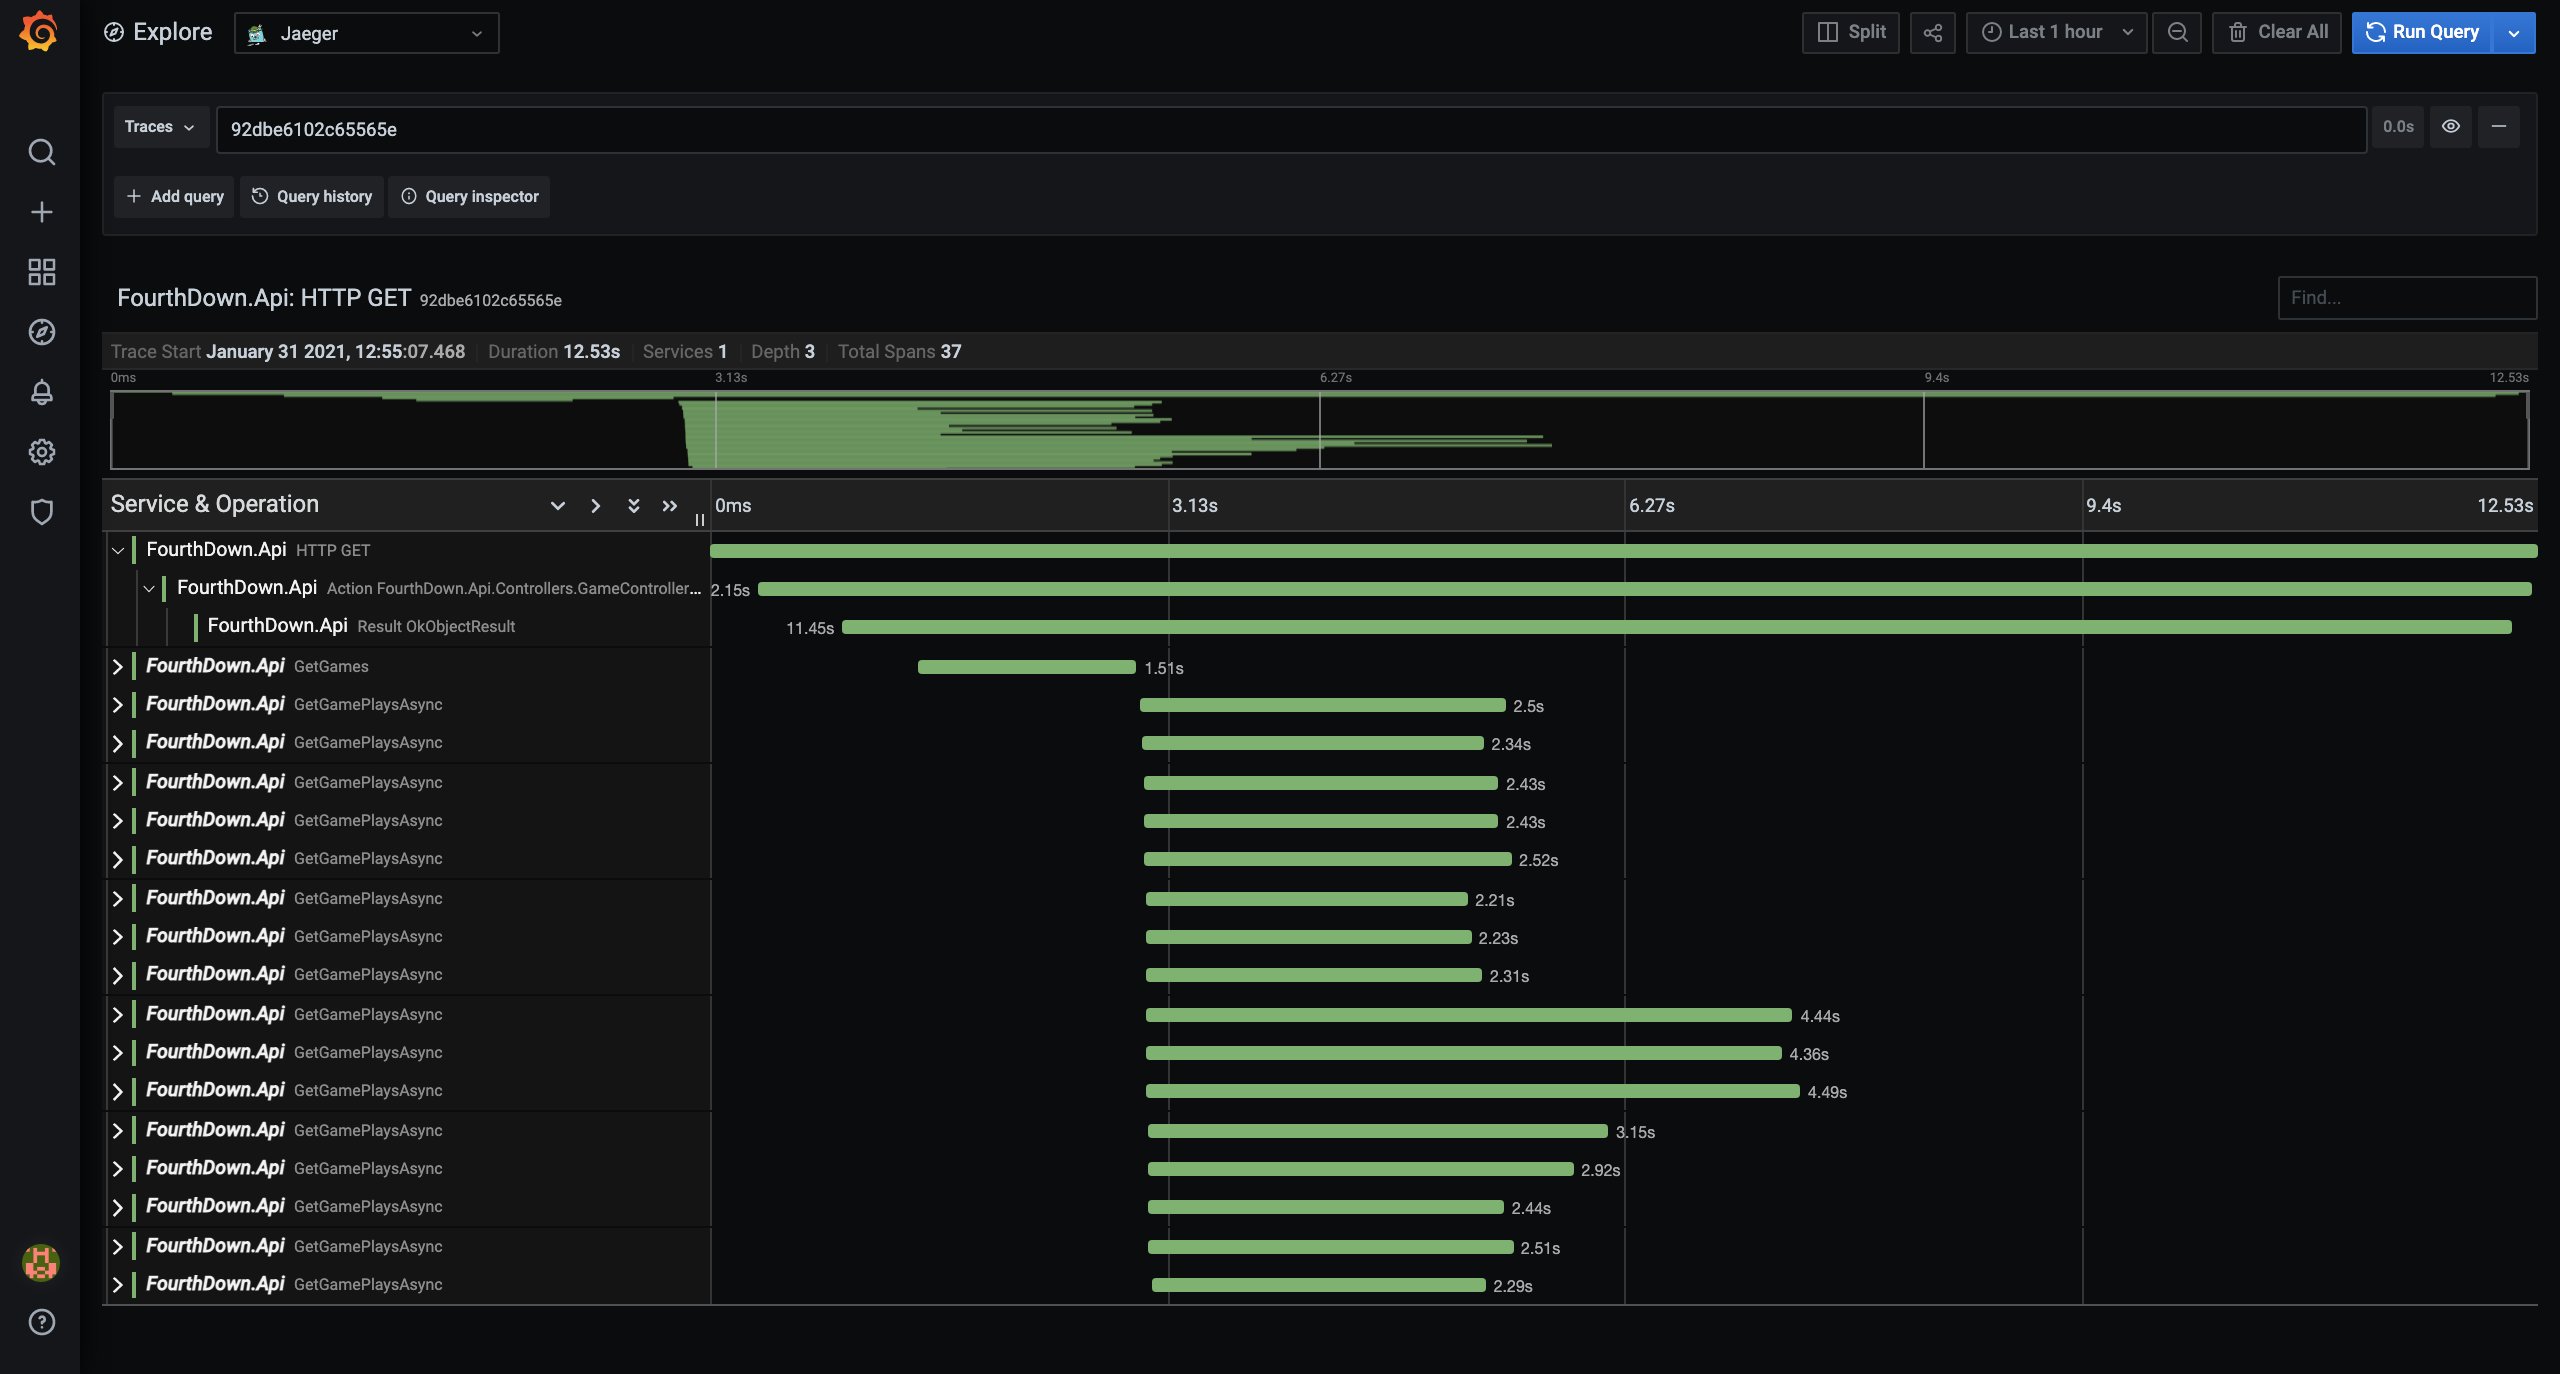 Explore Jaeger Split Last 1 hour Clear All Run Query
Traces 92dbe6102c65565e 0.0s
Add query Query history Query inspector
FourthDown.Api: HTTP GET 92dbe6102c65565e Find...
Trace Start January 31 2021, 12:55:07.468 Duration 12.53s Services 1 Depth 3 Total Spans 37
0ms 3.13s 6.27s 9.4s 12.53s
Service & Operation 0ms 3.13s 6.27s 9.4s 12.53s
FourthDown.Api HTTP GET
FourthDown.Api Action FourthDown.Api.Controllers.GameController... 2.15s
FourthDown.Api Result OkObjectResult 11.45s
FourthDown.Api GetGames 1.51s
FourthDown.Api GetGamePlaysAsync 2.5s
FourthDown.Api GetGamePlaysAsync 2.34s
FourthDown.Api GetGamePlaysAsync 2.43s
FourthDown.Api GetGamePlaysAsync 2.43s
FourthDown.Api GetGamePlaysAsync 2.52s
FourthDown.Api GetGamePlaysAsync 2.21s
FourthDown.Api GetGamePlaysAsync 2.23s
FourthDown.Api GetGamePlaysAsync 2.31s
FourthDown.Api GetGamePlaysAsync 4.44s
FourthDown.Api GetGamePlaysAsync 4.36s
FourthDown.Api GetGamePlaysAsync 4.49s
FourthDown.Api GetGamePlaysAsync 3.15s
FourthDown.Api GetGamePlaysAsync 2.92s
FourthDown.Api GetGamePlaysAsync 2.44s
FourthDown.Api GetGamePlaysAsync 2.51s
FourthDown.Api GetGamePlaysAsync 2.29s